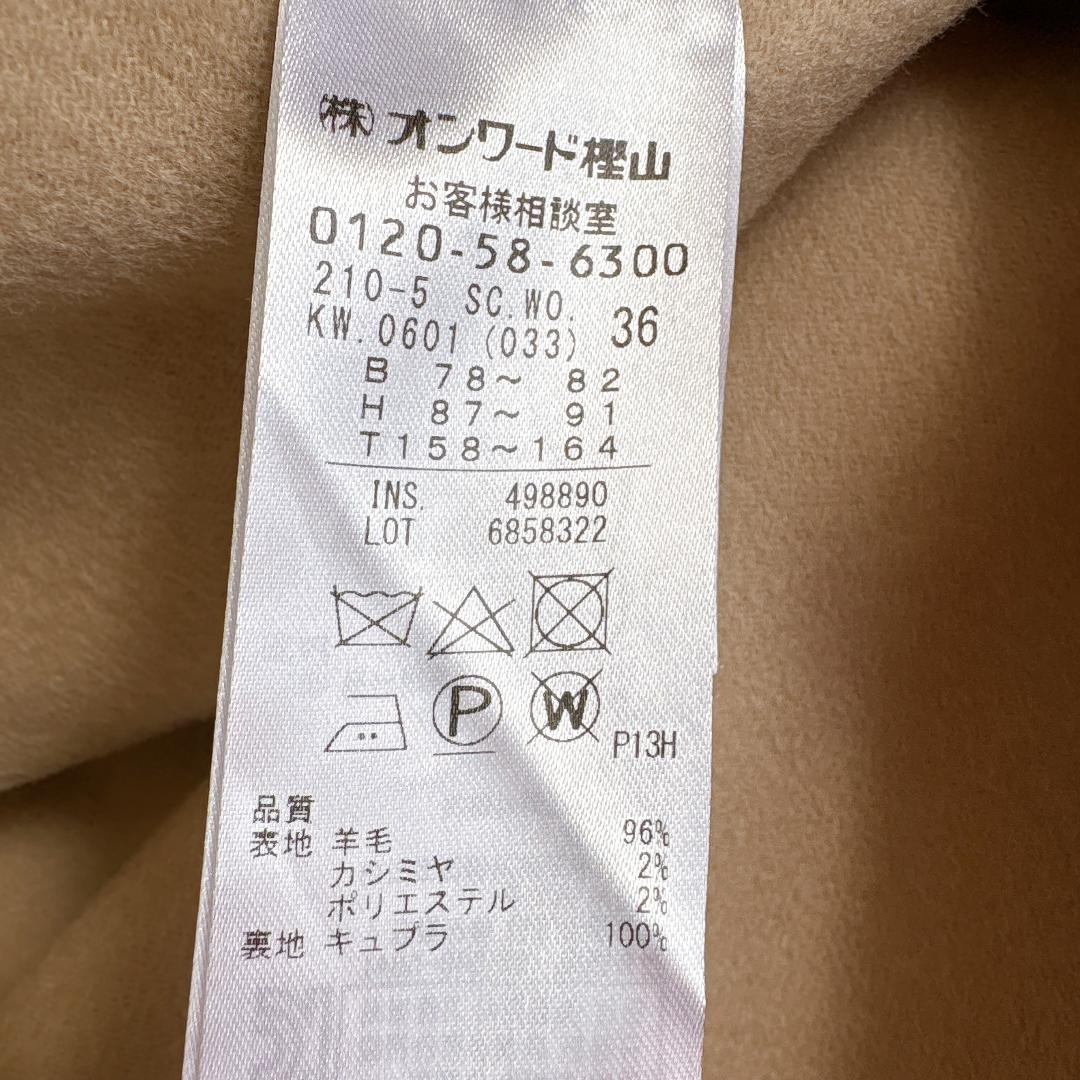 ㈱オンワード樫山
お客様相談室
0120-58-6300
210-5 SC.WO. 36
KW.0601 (033)
B 78～ 82
H 87～ 91
T158～164
INS. 498890
LOT 6858322
P W P13H
品質
表地 羊毛 96%
カシミヤ 2%
ポリエステル 2%
裏地 キュプラ 100%